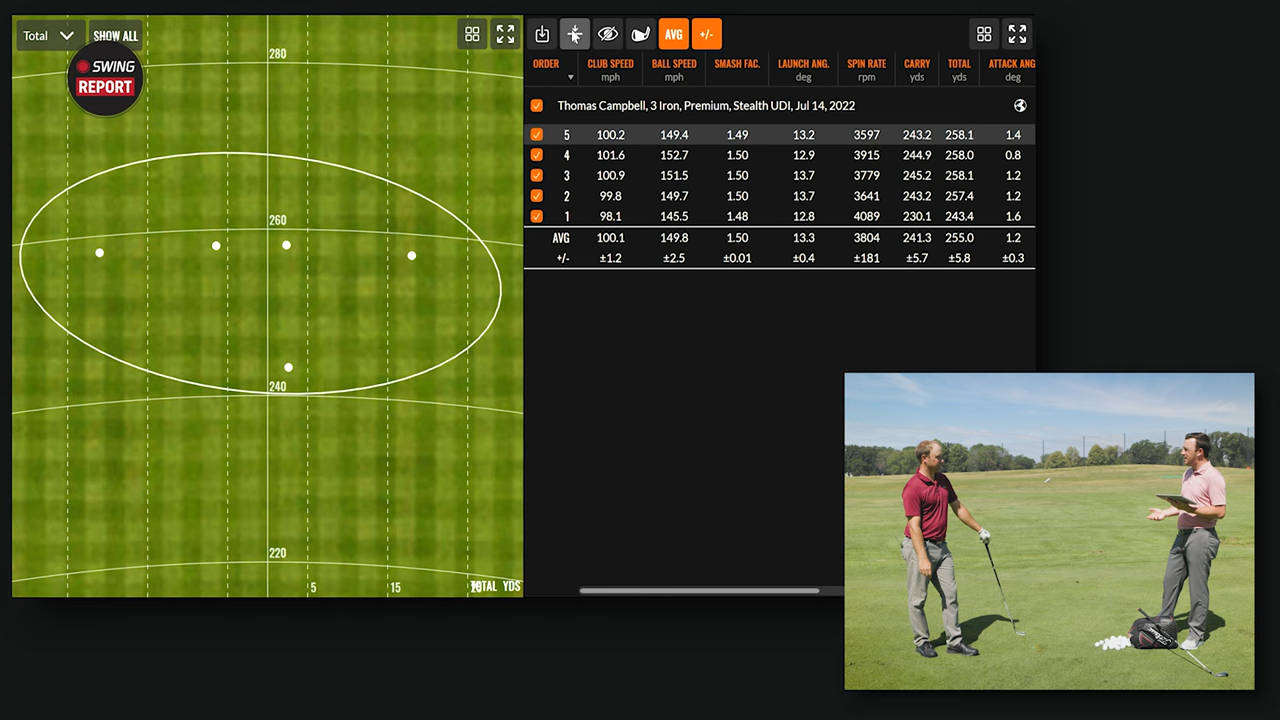 Total
SHOW ALL
SWING
REPORT
280
260
240
220
5
15
TOTAL YDS
AVG
+/-
ORDER CLUB SPEED BALL SPEED SMASH FAC. LAUNCH ANG. SPIN RATE CARRY TOTAL ATTACK ANG
mph mph deg rpm yds yds deg
Thomas Campbell, 3 Iron, Premium, Stealth UDI, Jul 14, 2022
5 100.2 149.4 1.49 13.2 3597 243.2 258.1 1.4
4 101.6 152.7 1.50 12.9 3915 244.9 258.0 0.8
3 100.9 151.5 1.50 13.7 3779 245.2 258.1 1.2
2 99.8 149.7 1.50 13.7 3641 243.2 257.4 1.2
1 98.1 145.5 1.48 12.8 4089 230.1 243.4 1.6
AVG 100.1 149.8 1.50 13.3 3804 241.3 255.0 1.2
+/- ±1.2 ±2.5 ±0.01 ±0.4 ±181 ±5.7 ±5.8 ±0.3